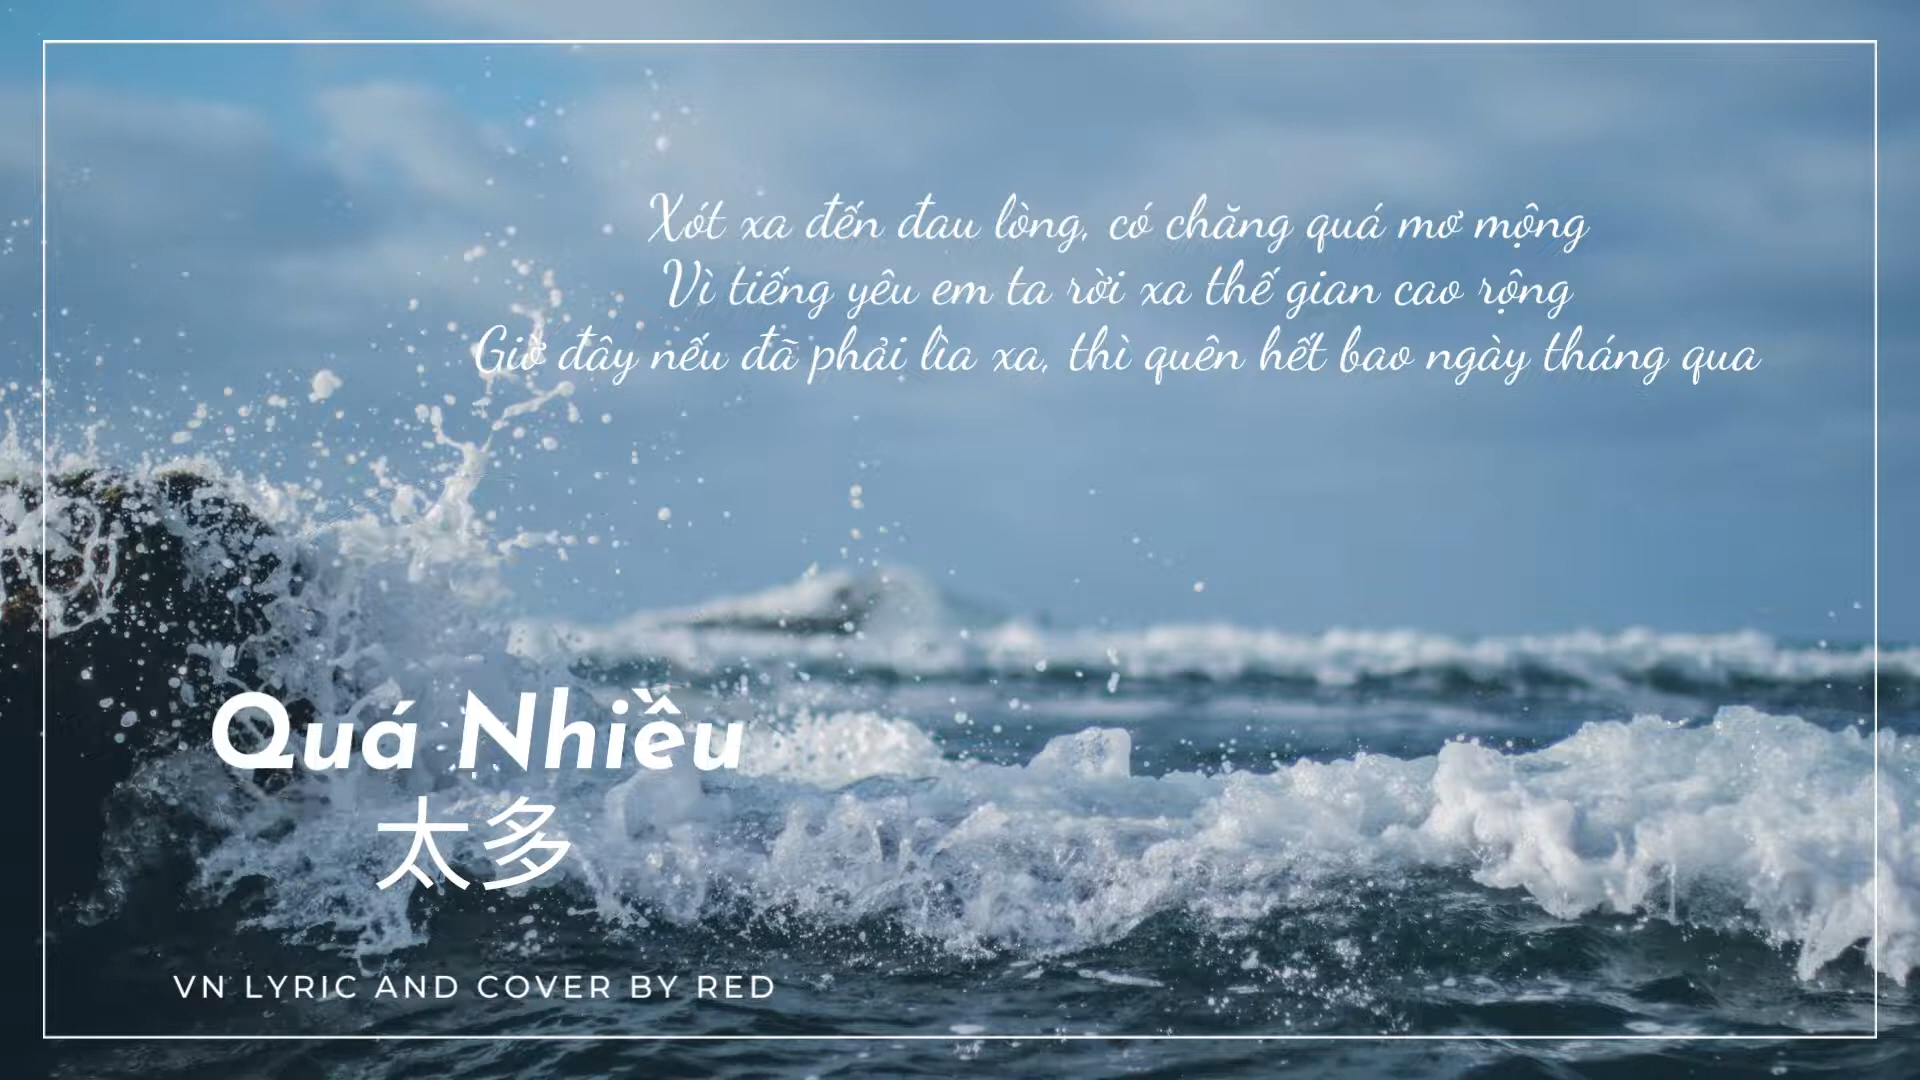 Xót xa đến đau lòng, có chăng quá mơ mộng
Vì tiếng yêu em ta rời xa thế gian cao rộng
Giờ đây nếu đã phải lìa xa, thì quên hết bao ngày tháng qua
Quá Nhiều
太多
VN LYRIC AND COVER BY RED